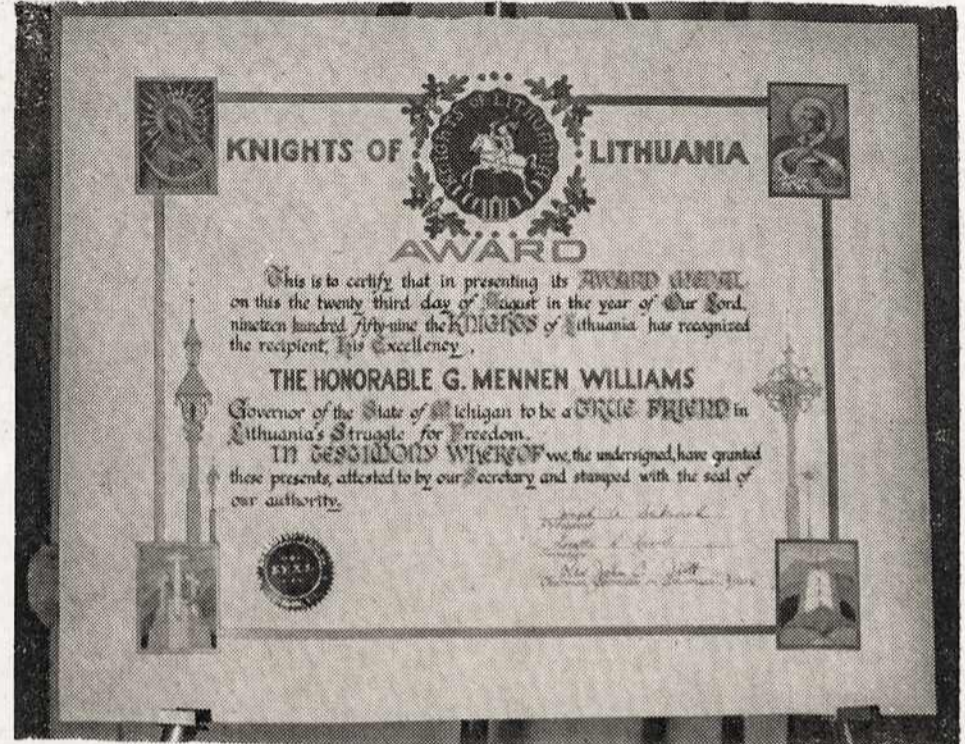 KNIGHTS OF LITHUANIA
AWARD
This is to certify that in presenting its AWARD MEDAL
on this the twenty third day of August in the year of Our Lord,
nineteen hundred fifty-nine the KNIGHTS of Lithuania has recognized
the recipient, His Excellency,
THE HONORABLE G. MENNEN WILLIAMS
Governor of the State of Michigan to be a TRUE FRIEND in
Lithuania's Struggle for Freedom.
IN TESTIMONY WHEREOF we, the undersigned, have granted
these presents, attested to by our Secretary and stamped with the seal of
our authority.
Joseph
President
Rev. John C.